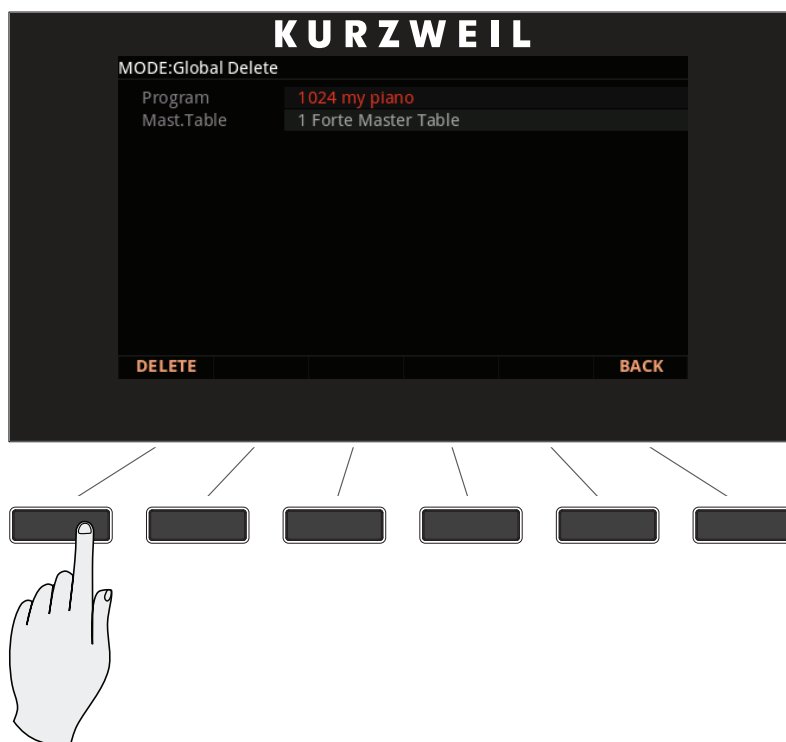 KURZWEIL
MODE:Global Delete
Program 1024 my piano
Mast.Table 1 Forte Master Table
DELETE BACK